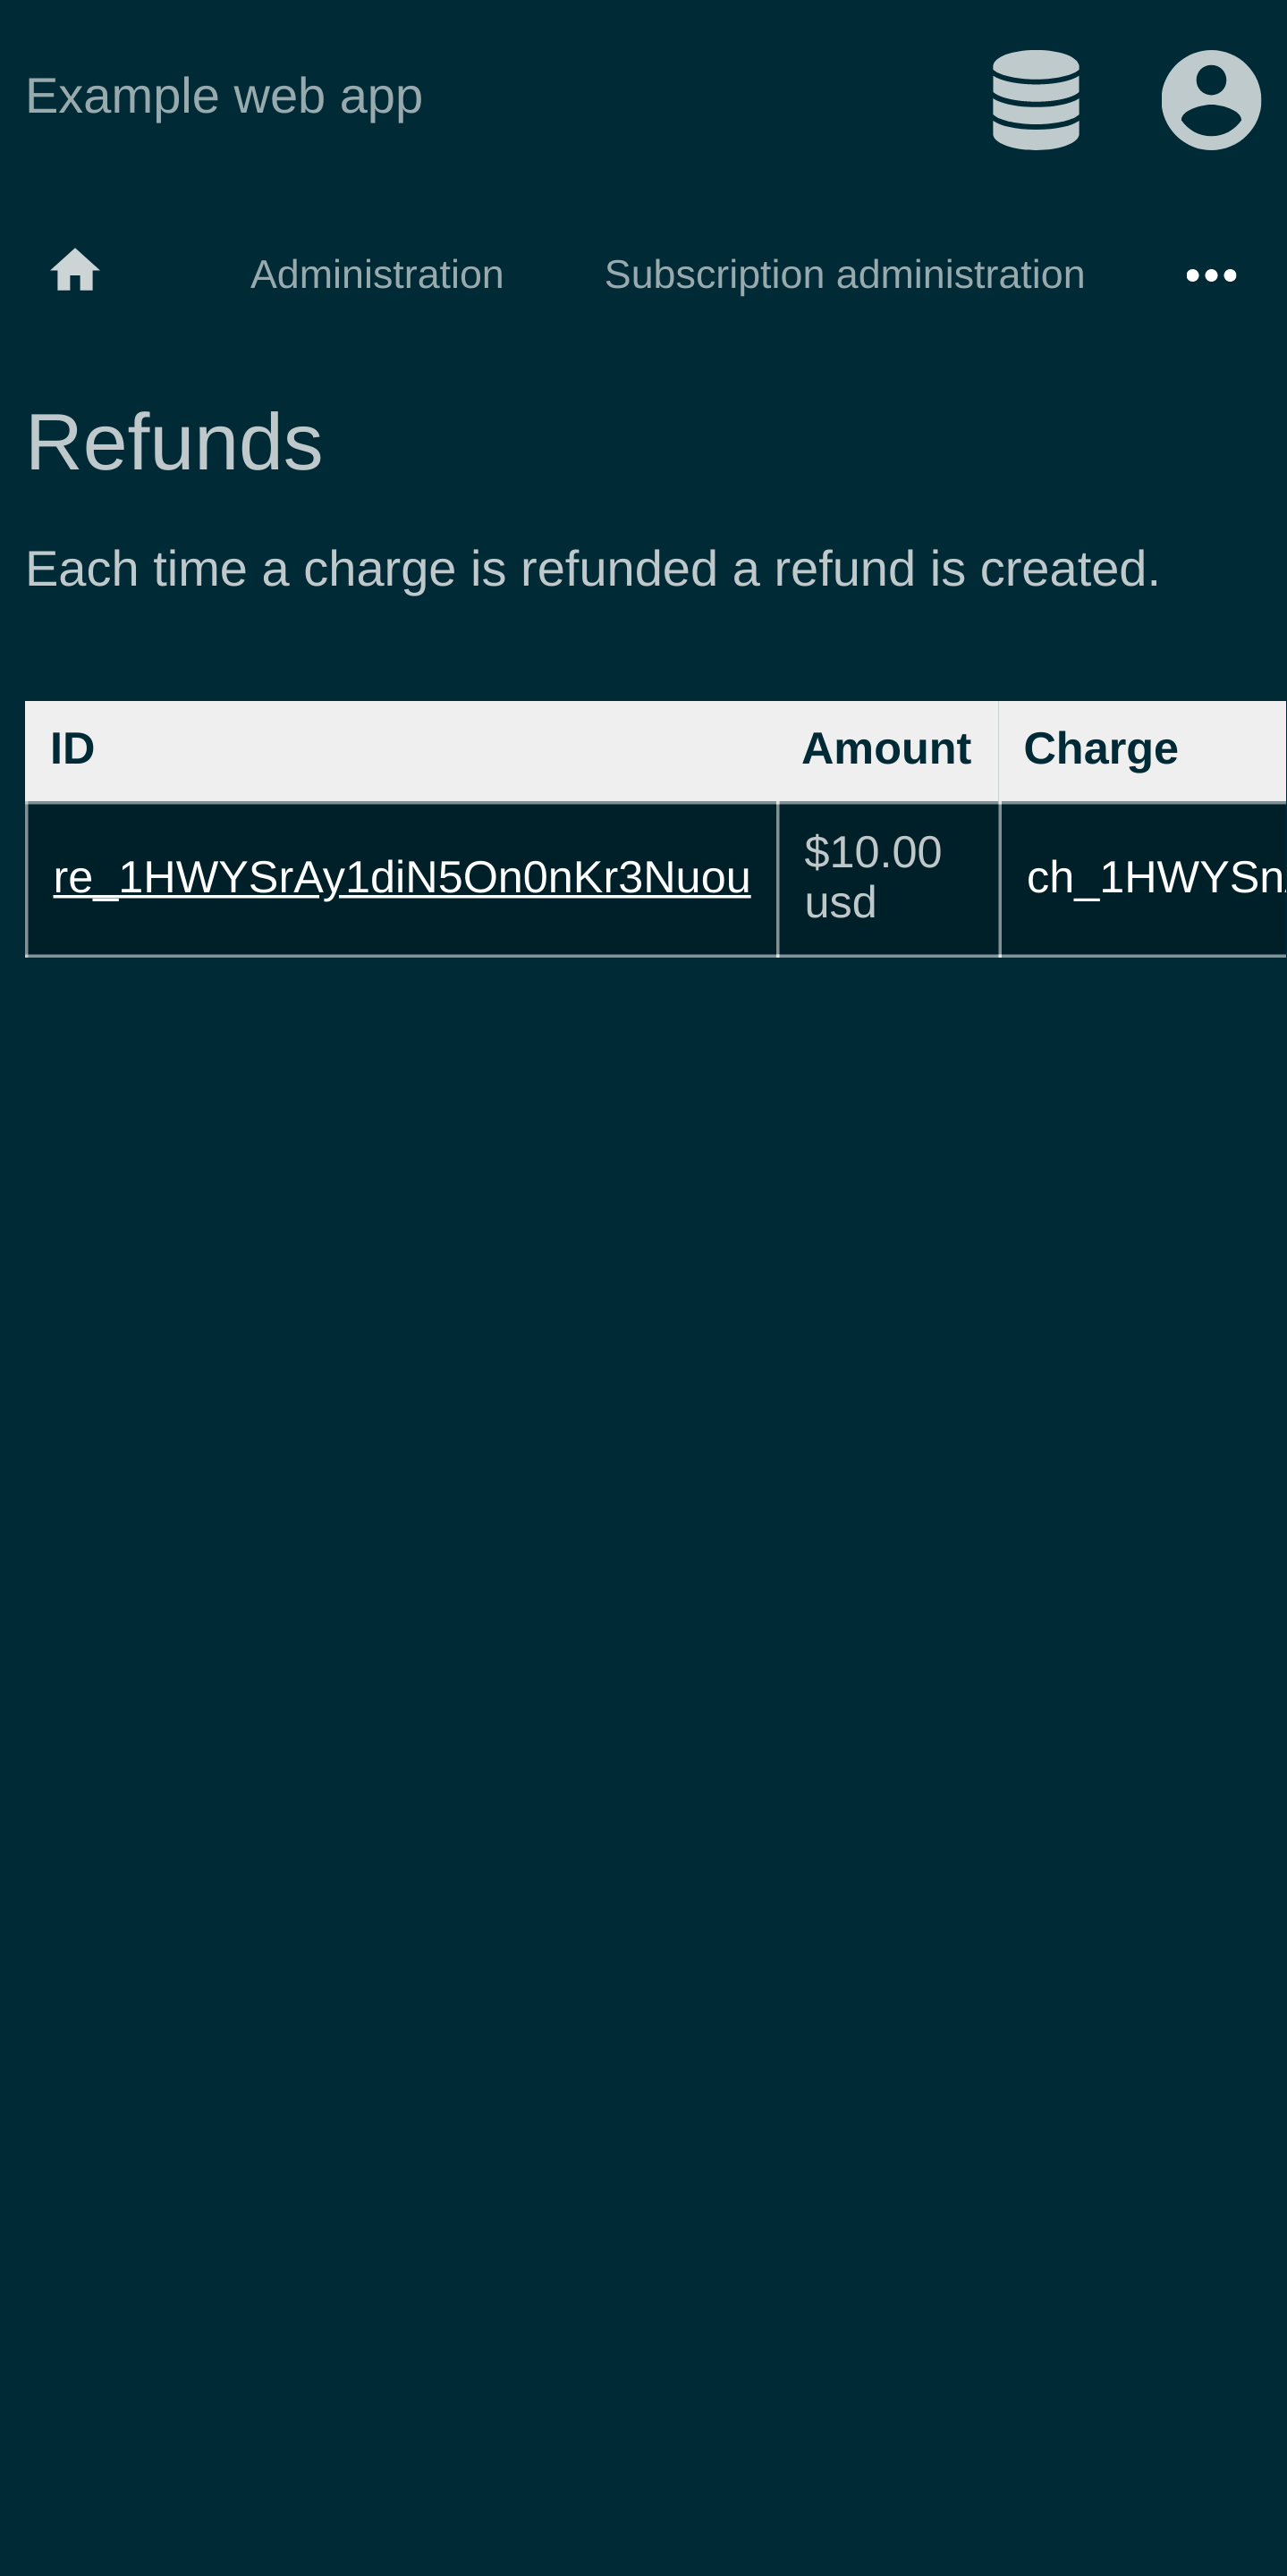 Example web app
Administration Subscription administration
Refunds
Each time a charge is refunded a refund is created.
ID Amount Charge
re_1HWYSrAy1diN5On0nKr3Nuou $10.00 usd ch_1HWYSn